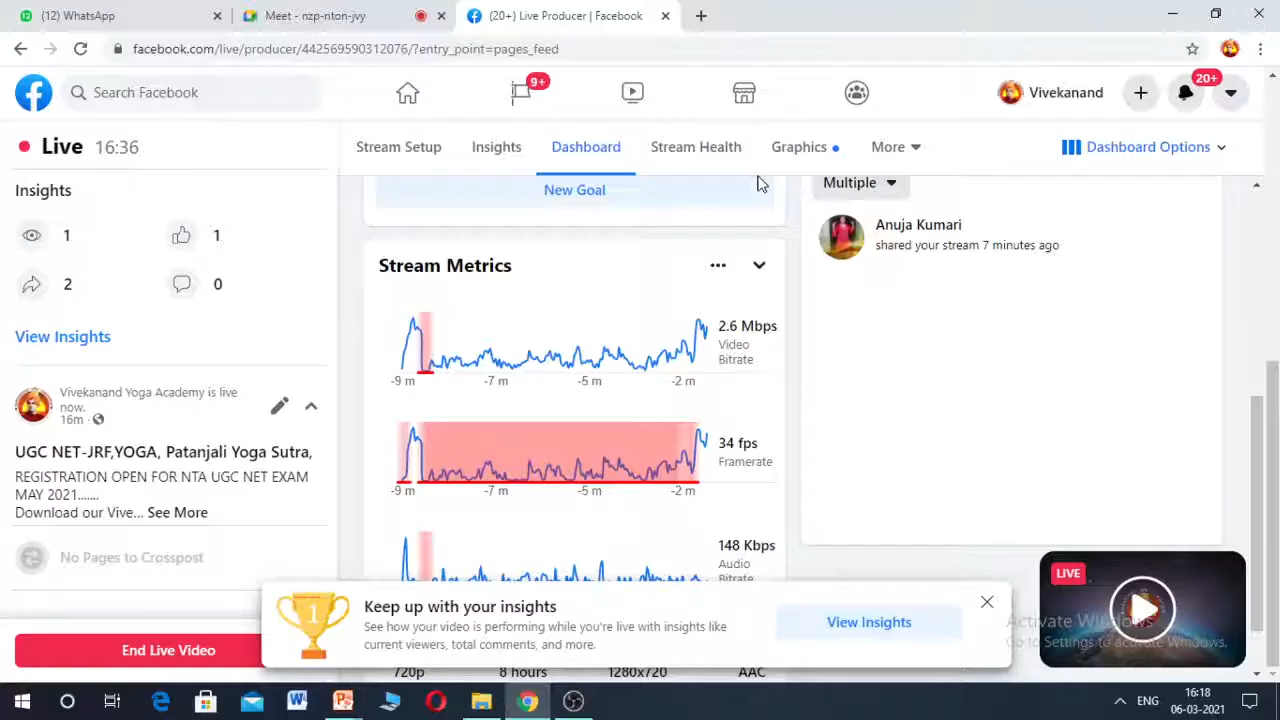 (12) WhatsApp
Meet - nzp-nton-jvy
(20+) Live Producer | Facebook
facebook.com/live/producer/442569590312076/?entry_point=pages_feed
Search Facebook
9+
Vivekanand
20+
Live 16:36
Stream Setup
Insights
Dashboard
Stream Health
Graphics
More
Dashboard Options
Insights
1
1
2
0
View Insights
Vivekanand Yoga Academy is live
now.
16m ·
UGC NET-JRF,YOGA, Patanjali Yoga Sutra,
REGISTRATION OPEN FOR NTA UGC NET EXAM
MAY 2021.......
Download our Vive... See More
No Pages to Crosspost
End Live Video
New Goal
Stream Metrics
2.6 Mbps
Video
Bitrate
-9 m -7 m -5 m -2 m
34 fps
Framerate
-9 m -7 m -5 m -2 m
148 Kbps
Audio
Bitrate
720p 8 hours 1280x720 AAC
Multiple
Anuja Kumari
shared your stream 7 minutes ago
1
Keep up with your insights
See how your video is performing while you're live with insights like
current viewers, total comments, and more.
View Insights
LIVE
Activate Windows
Go to Settings to activate Windows.
ENG
16:18
06-03-2021